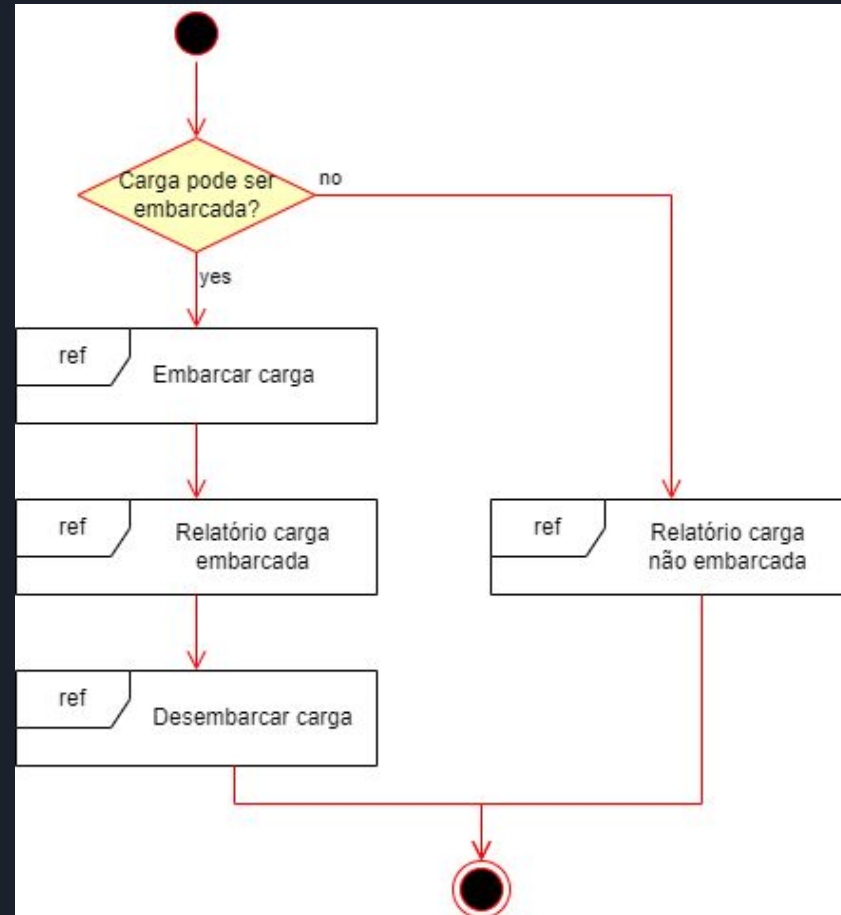 Carga pode ser
embarcada?
no
yes
ref
Embarcar carga
ref
Relatório carga
embarcada
ref
Relatório carga
não embarcada
ref
Desembarcar carga